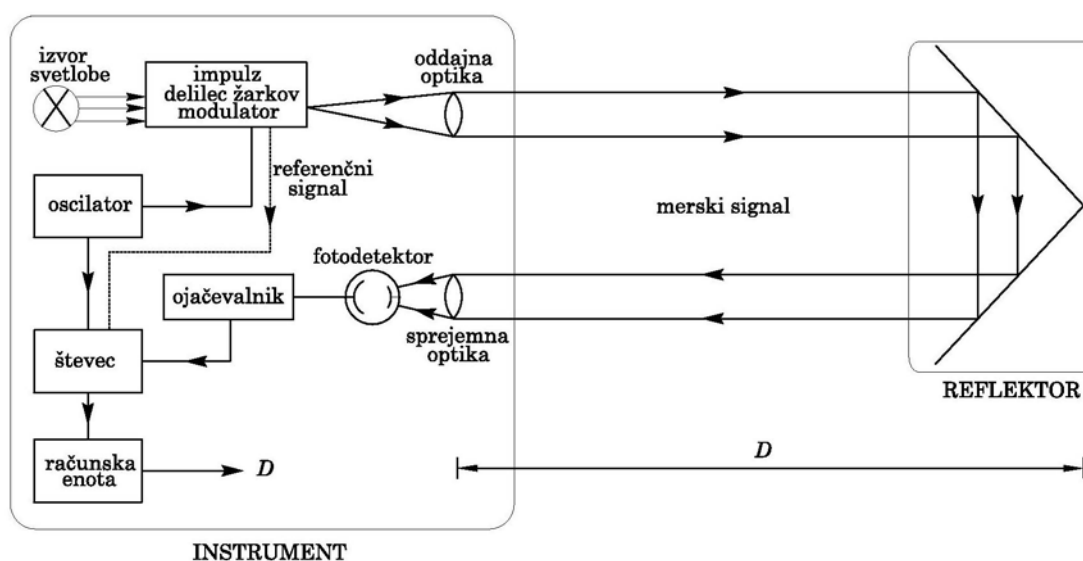 izvor
svetlobe
impulz
delilec žarkov
modulator
oddajna
optika
referenčni
signal
oscilator
merski signal
fotodetektor
ojačevalnik
sprejemna
optika
števec
REFLEKTOR
računska
enota
D
D
INSTRUMENT